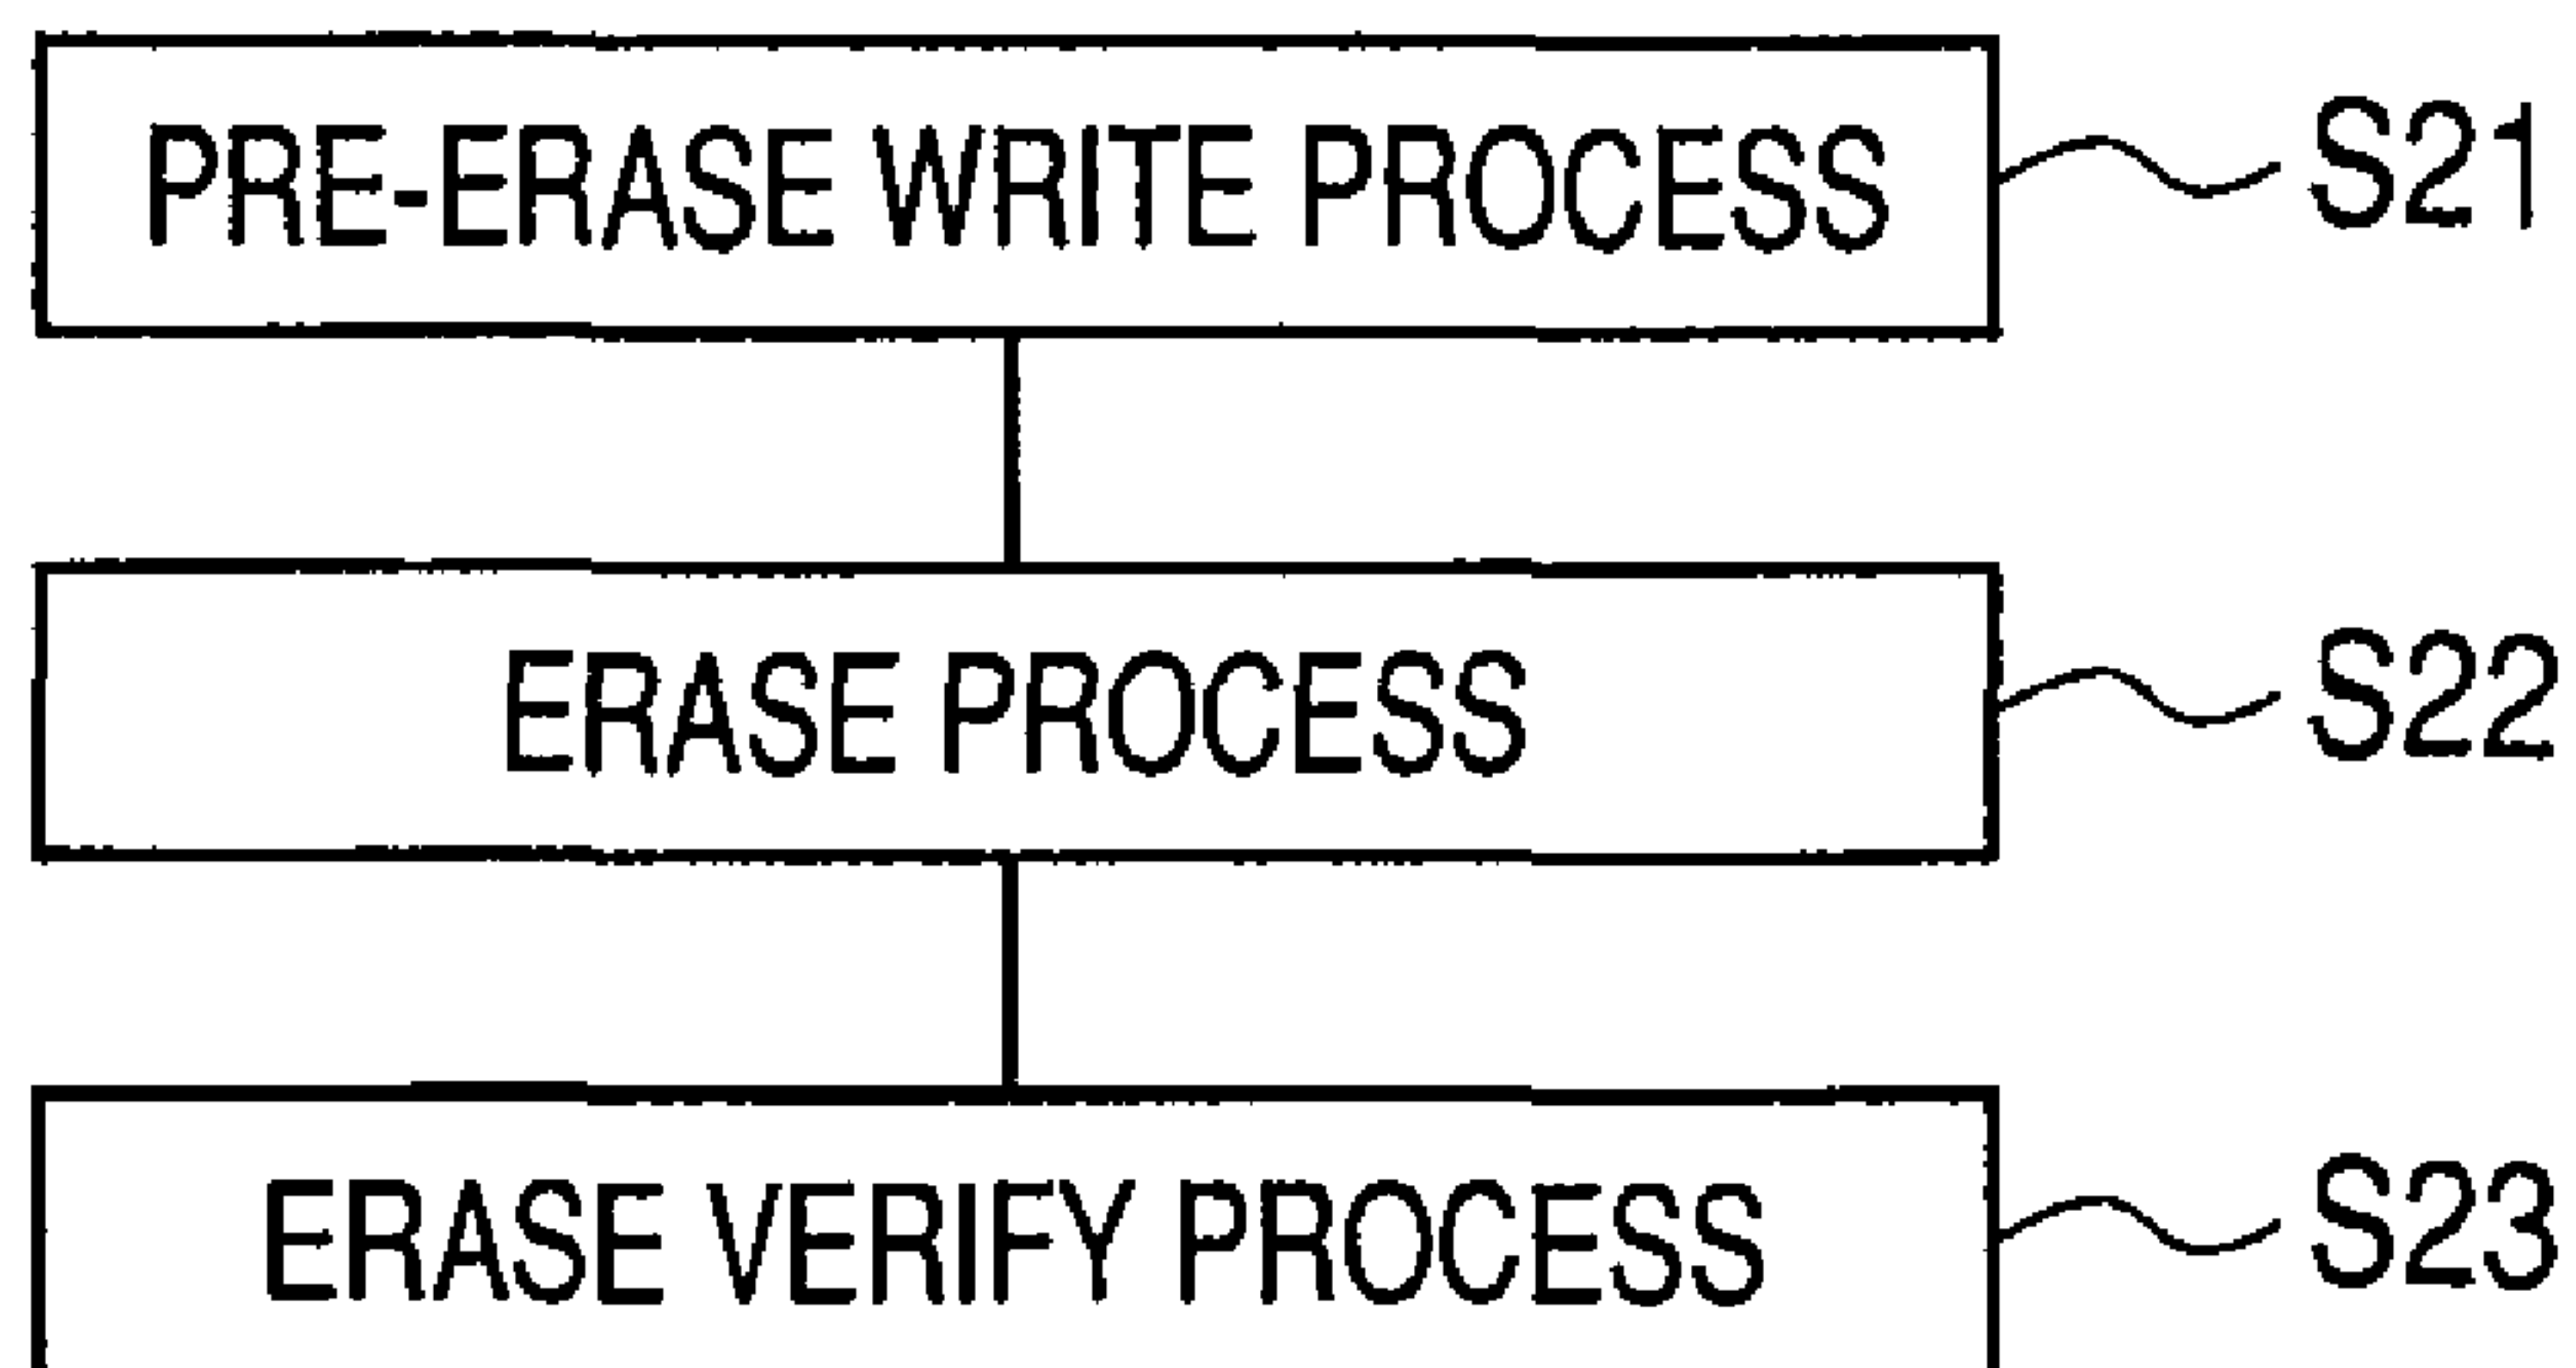 PRE-ERASE WRITE PROCESS S21
ERASE PROCESS S22
ERASE VERIFY PROCESS S23